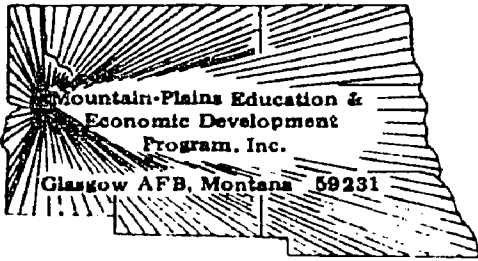 Mountain-Plains Education &
Economic Development
Program, Inc.
Glasgow AFB, Montana 59231